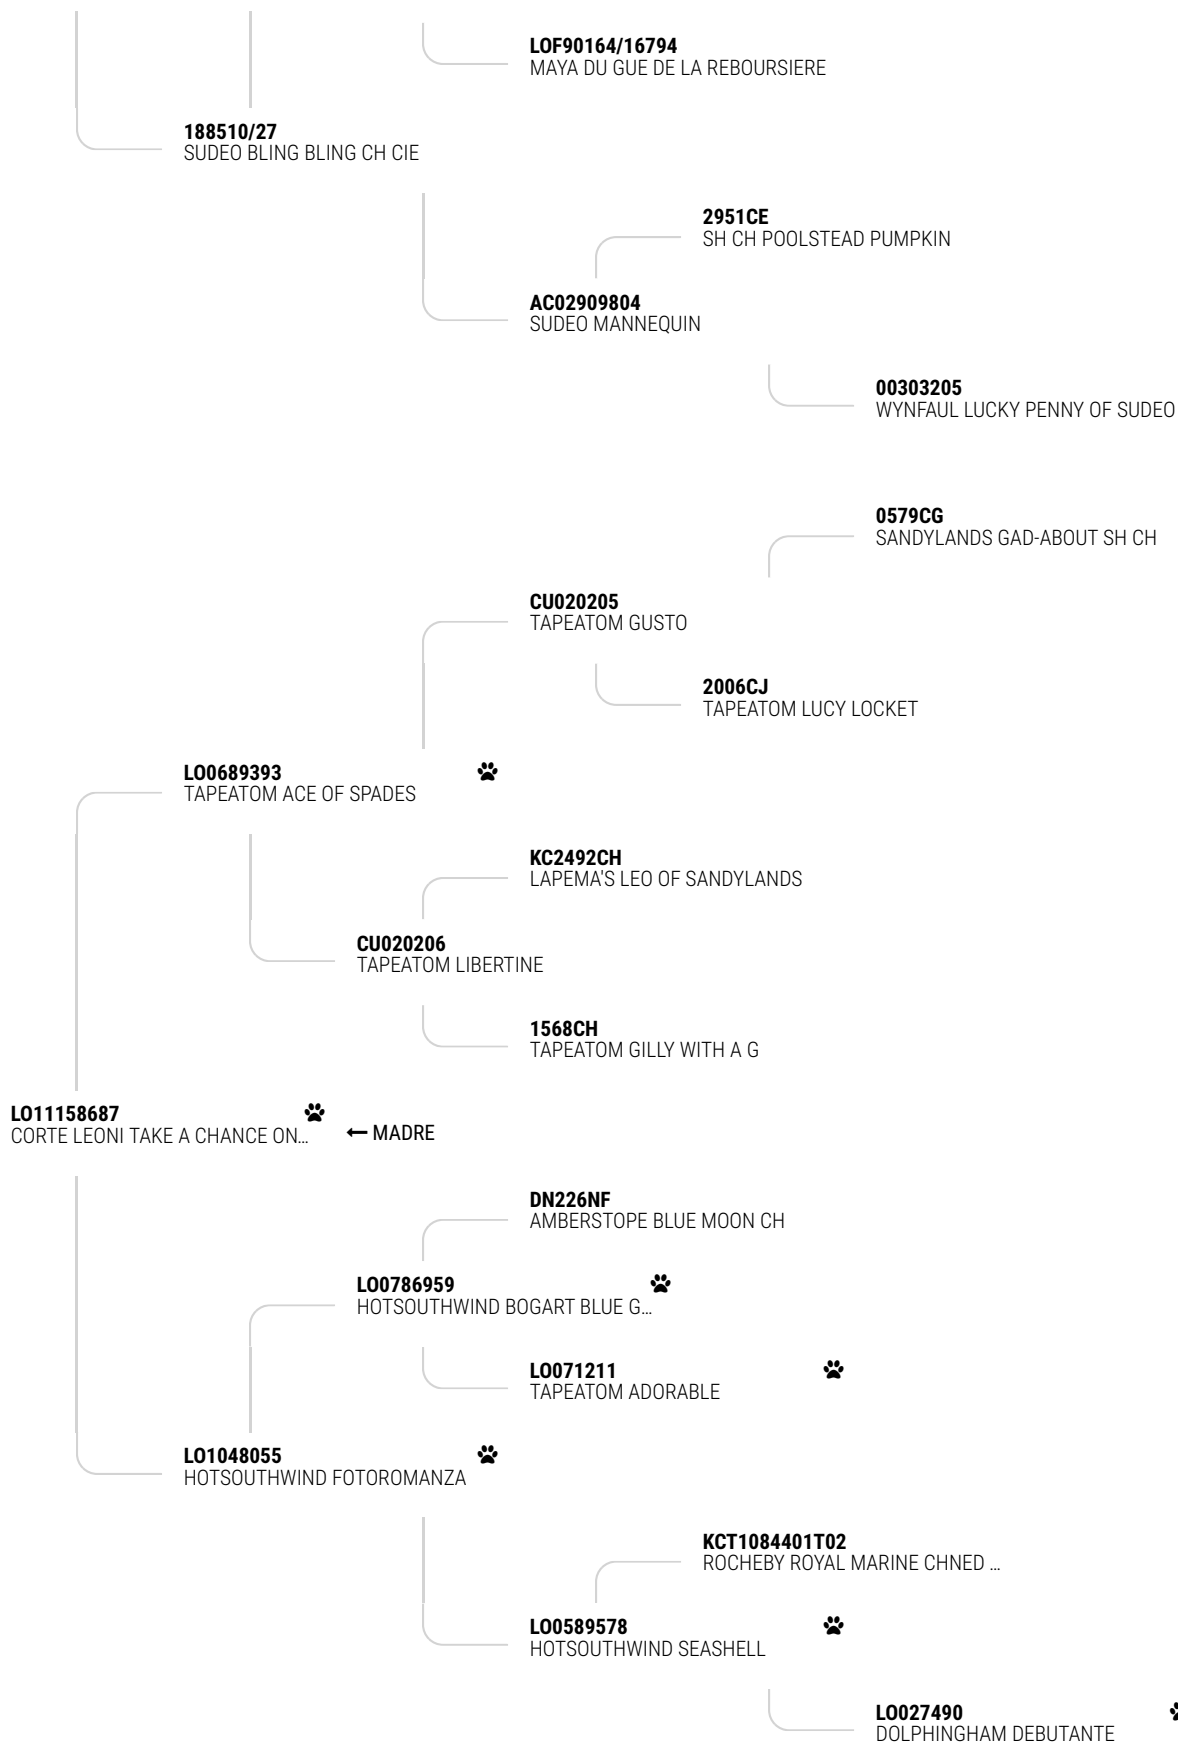 LOF90164/16794
MAYA DU GUE DE LA REBOURSIERE
188510/27
SUDEO BLING BLING CH CIE
2951CE
SH CH POOLSTEAD PUMPKIN
AC02909804
SUDEO MANNEQUIN
00303205
WYNFAUL LUCKY PENNY OF SUDEO
0579CG
SANDYLANDS GAD-ABOUT SH CH
CU020205
TAPEATOM GUSTO
2006CJ
TAPEATOM LUCY LOCKET
LO0689393
TAPEATOM ACE OF SPADES
KC2492CH
LAPEMA'S LEO OF SANDYLANDS
CU020206
TAPEATOM LIBERTINE
1568CH
TAPEATOM GILLY WITH A G
LO11158687
CORTE LEONI TAKE A CHANCE ON... ← MADRE
DN226NF
AMBERSTOPE BLUE MOON CH
LO0786959
HOTSOUTHWIND BOGART BLUE G...
LO071211
TAPEATOM ADORABLE
LO1048055
HOTSOUTHWIND FOTOROMANZA
KCT1084401T02
ROCHEBY ROYAL MARINE CHNED ...
LO0589578
HOTSOUTHWIND SEASHELL
LO027490
DOLPHINGHAM DEBUTANTE